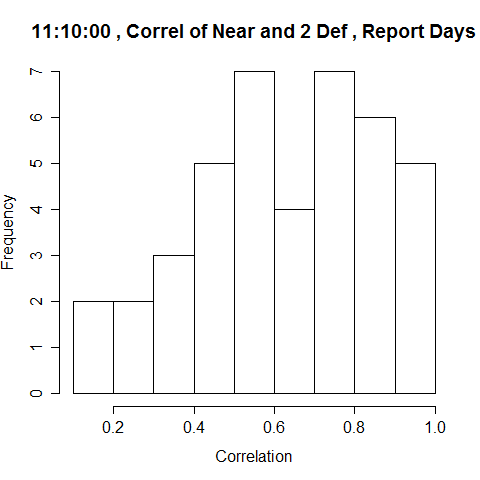 11:10:00 , Correl of Near and 2 Def , Report Days
Frequency
7
6
5
4
3
2
1
0
0.2 0.4 0.6 0.8 1.0
Correlation